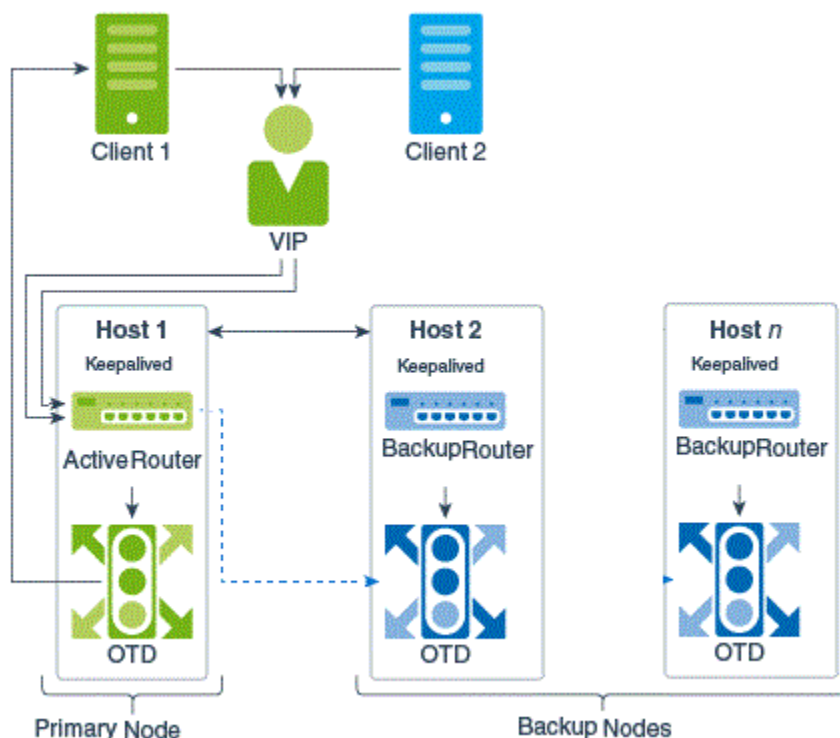 Client 1
Client 2
VIP
Host 1
Keepalived
ActiveRouter
OTD
Host 2
Keepalived
BackupRouter
OTD
Host n
Keepalived
BackupRouter
OTD
Primary Node
Backup Nodes